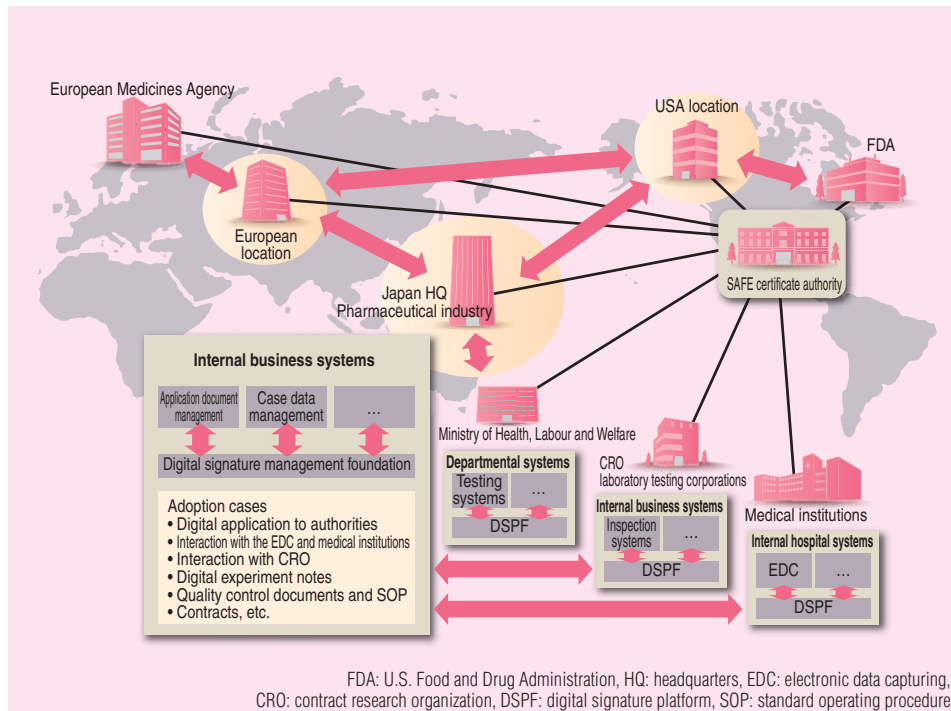 European Medicines Agency
USA location
FDA
European
location
SAFE certificate authority
Japan HQ
Pharmaceutical industry
Internal business systems
Application document
management
Case data
management
...
Digital signature management foundation
Adoption cases
• Digital application to authorities
• Interaction with the EDC and medical institutions
• Interaction with CRO
• Digital experiment notes
• Quality control documents and SOP
• Contracts, etc.
Ministry of Health, Labour and Welfare
Departmental systems
Testing
systems
...
DSPF
CRO
laboratory testing corporations
Internal business systems
Inspection
systems
...
DSPF
Medical institutions
Internal hospital systems
EDC
...
DSPF
FDA: U.S. Food and Drug Administration, HQ: headquarters, EDC: electronic data capturing,
CRO: contract research organization, DSPF: digital signature platform, SOP: standard operating procedure